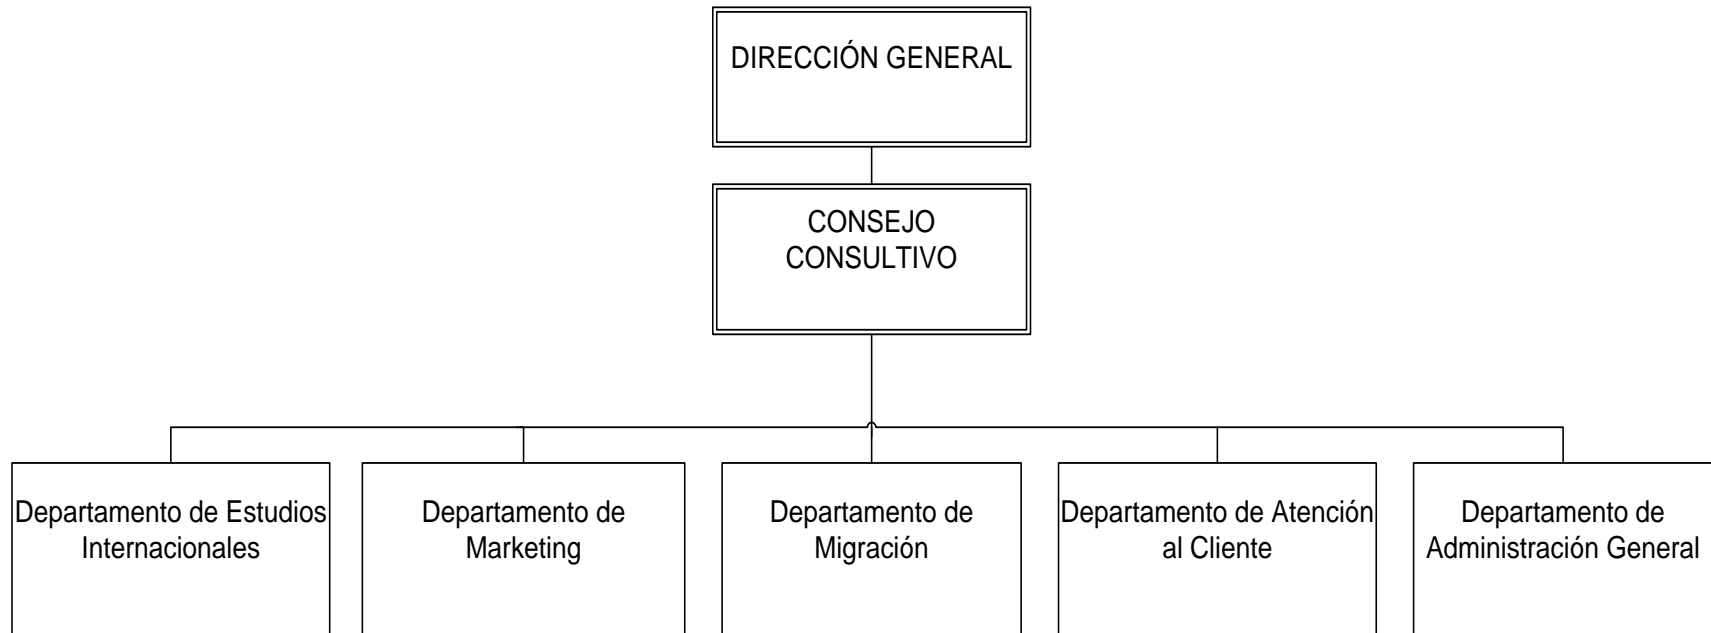 DIRECCIÓN GENERAL
CONSEJO
CONSULTIVO
Departamento de Estudios
Internacionales
Departamento de
Marketing
Departamento de
Migración
Departamento de Atención
al Cliente
Departamento de
Administración General